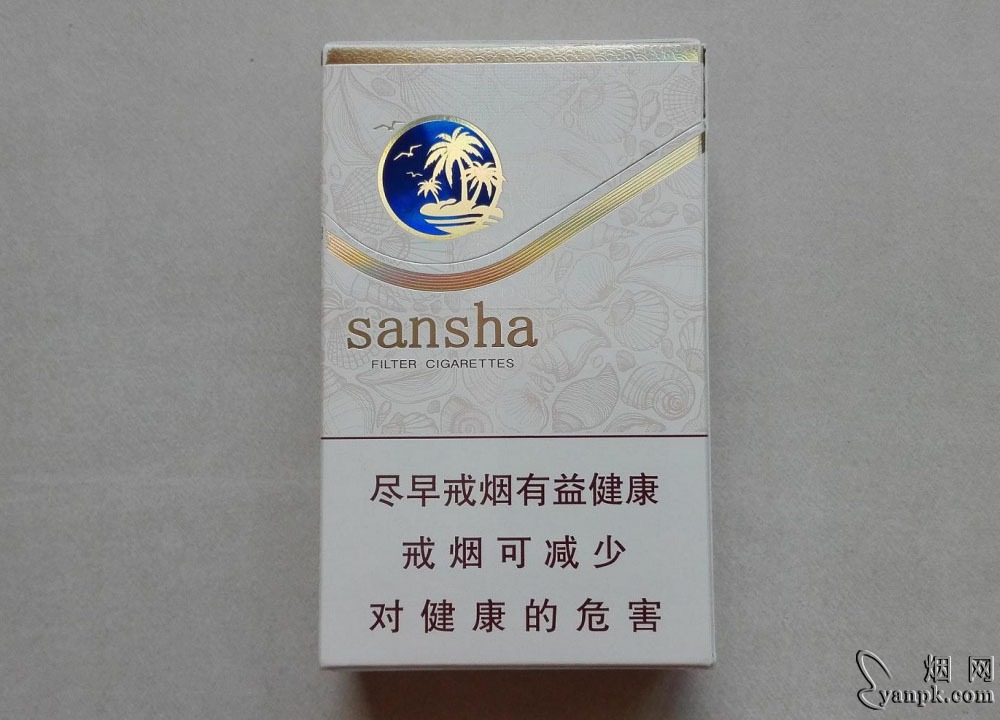 sansha
FILTER CIGARETTES
尽早戒烟有益健康
戒烟可减少
对健康的危害
烟网
yanpk.com